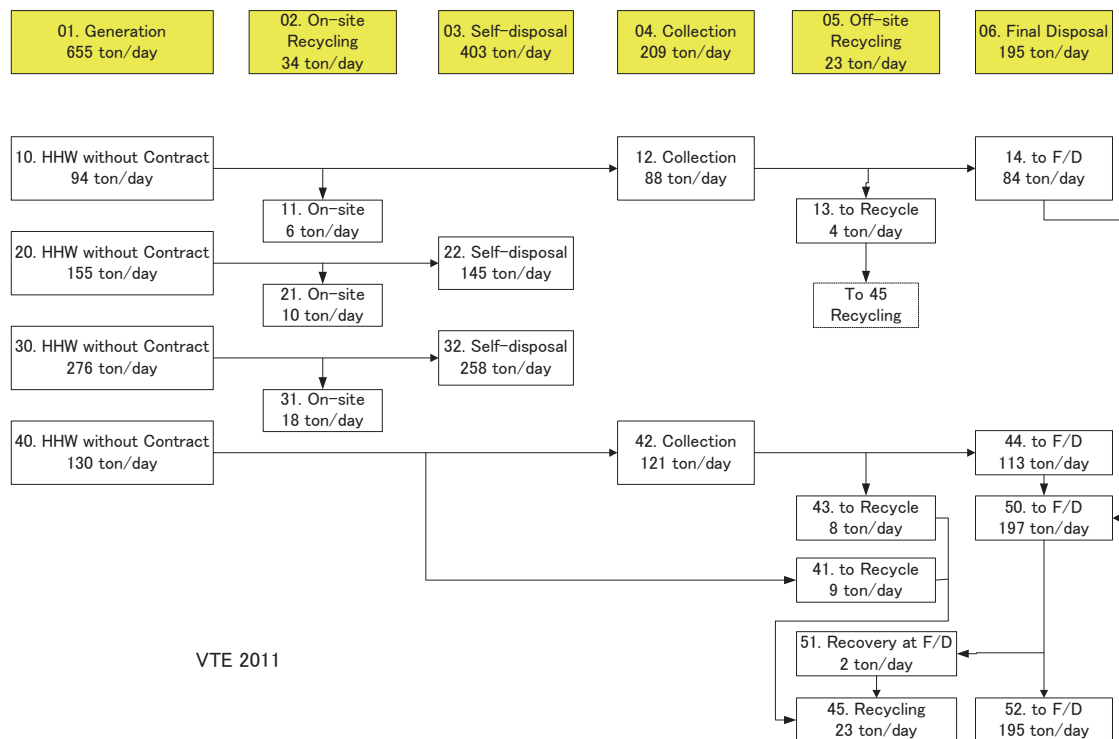 01. Generation
655 ton/day
02. On-site
Recycling
34 ton/day
03. Self-disposal
403 ton/day
04. Collection
209 ton/day
05. Off-site
Recycling
23 ton/day
06. Final Disposal
195 ton/day
10. HHW without Contract
94 ton/day
12. Collection
88 ton/day
14. to F/D
84 ton/day
11. On-site
6 ton/day
13. to Recycle
4 ton/day
20. HHW without Contract
155 ton/day
22. Self-disposal
145 ton/day
21. On-site
10 ton/day
To 45
Recycling
30. HHW without Contract
276 ton/day
32. Self-disposal
258 ton/day
31. On-site
18 ton/day
40. HHW without Contract
130 ton/day
42. Collection
121 ton/day
44. to F/D
113 ton/day
43. to Recycle
8 ton/day
50. to F/D
197 ton/day
41. to Recycle
9 ton/day
VTE 2011
51. Recovery at F/D
2 ton/day
45. Recycling
23 ton/day
52. to F/D
195 ton/day